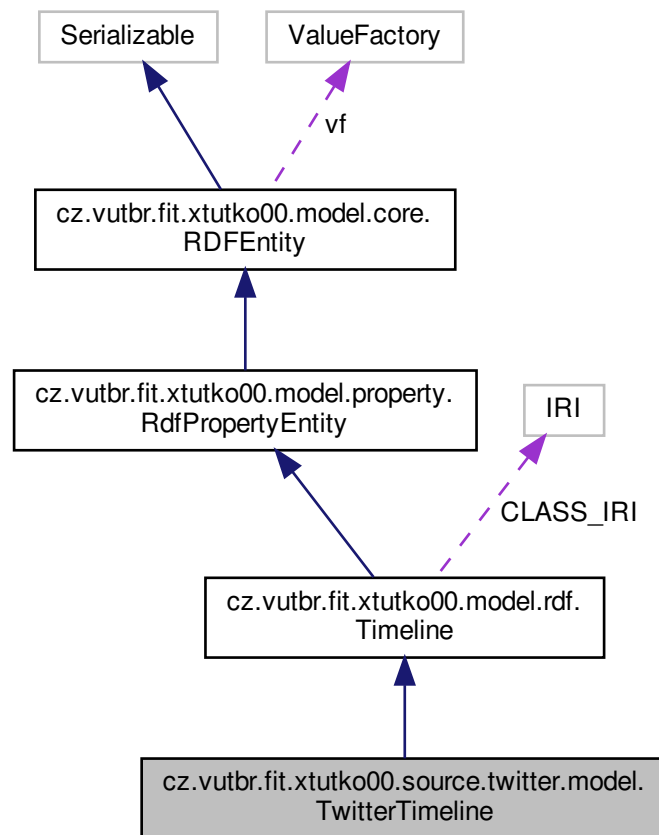 Serializable
ValueFactory
vf
cz.vutbr.fit.xtutko00.model.core.
RDFEntity
cz.vutbr.fit.xtutko00.model.property.
RdfPropertyEntity
IRI
CLASS_IRI
cz.vutbr.fit.xtutko00.model.rdf.
Timeline
cz.vutbr.fit.xtutko00.source.twitter.model.
TwitterTimeline